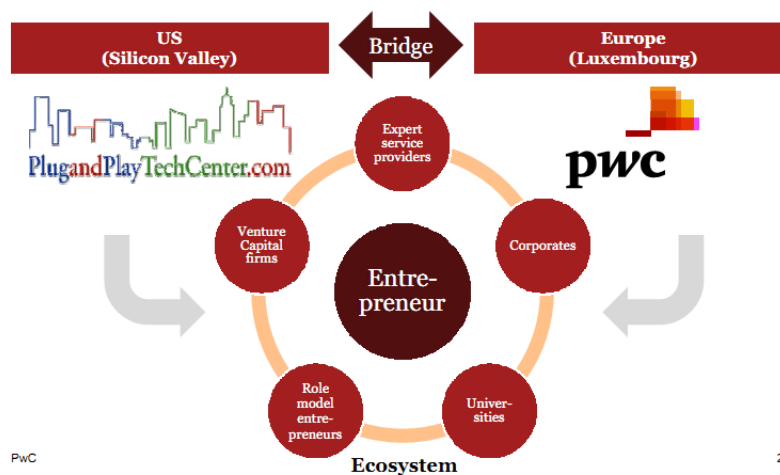 US
(Silicon Valley)
Bridge
Europe
(Luxembourg)
PlugandPlayTechCenter.com
pwc
Expert
service
providers
Venture
Capital
firms
Corporates
Entre-
preneur
Role
model
entre-
preneurs
Univer-
sities
Ecosystem
PwC
2